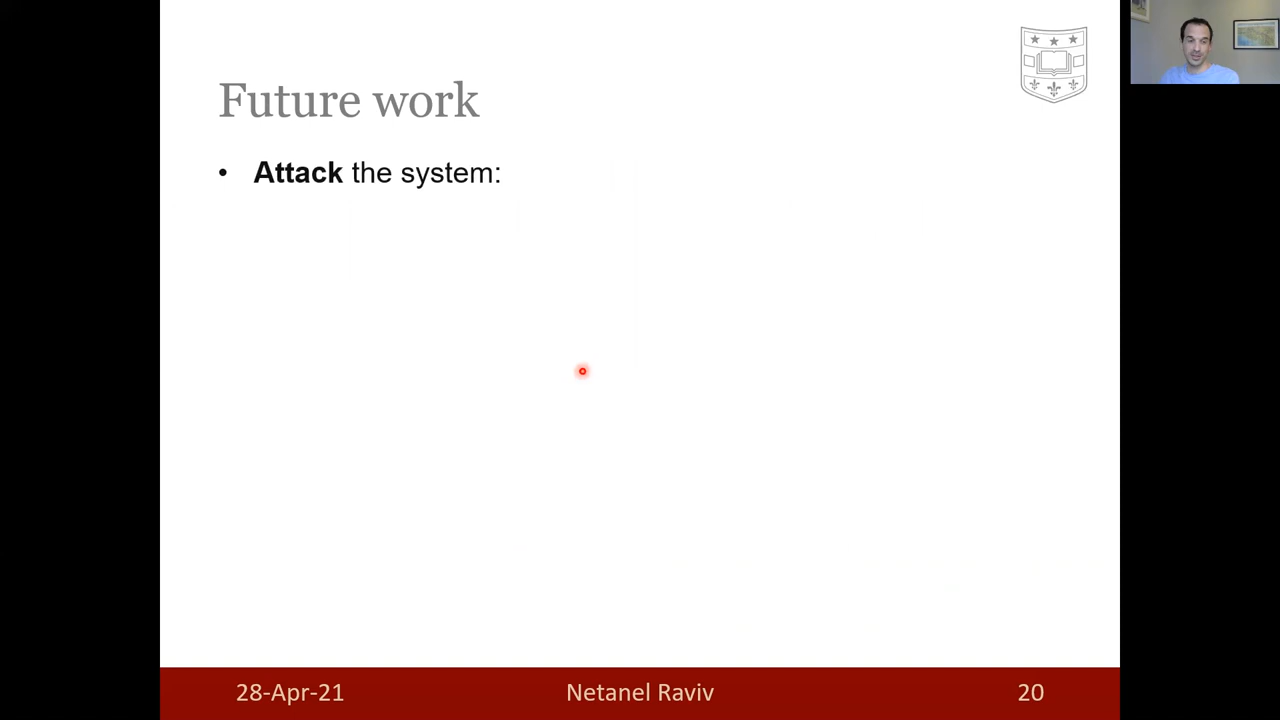 Future work
• Attack the system:
28-Apr-21 Netanel Raviv 20